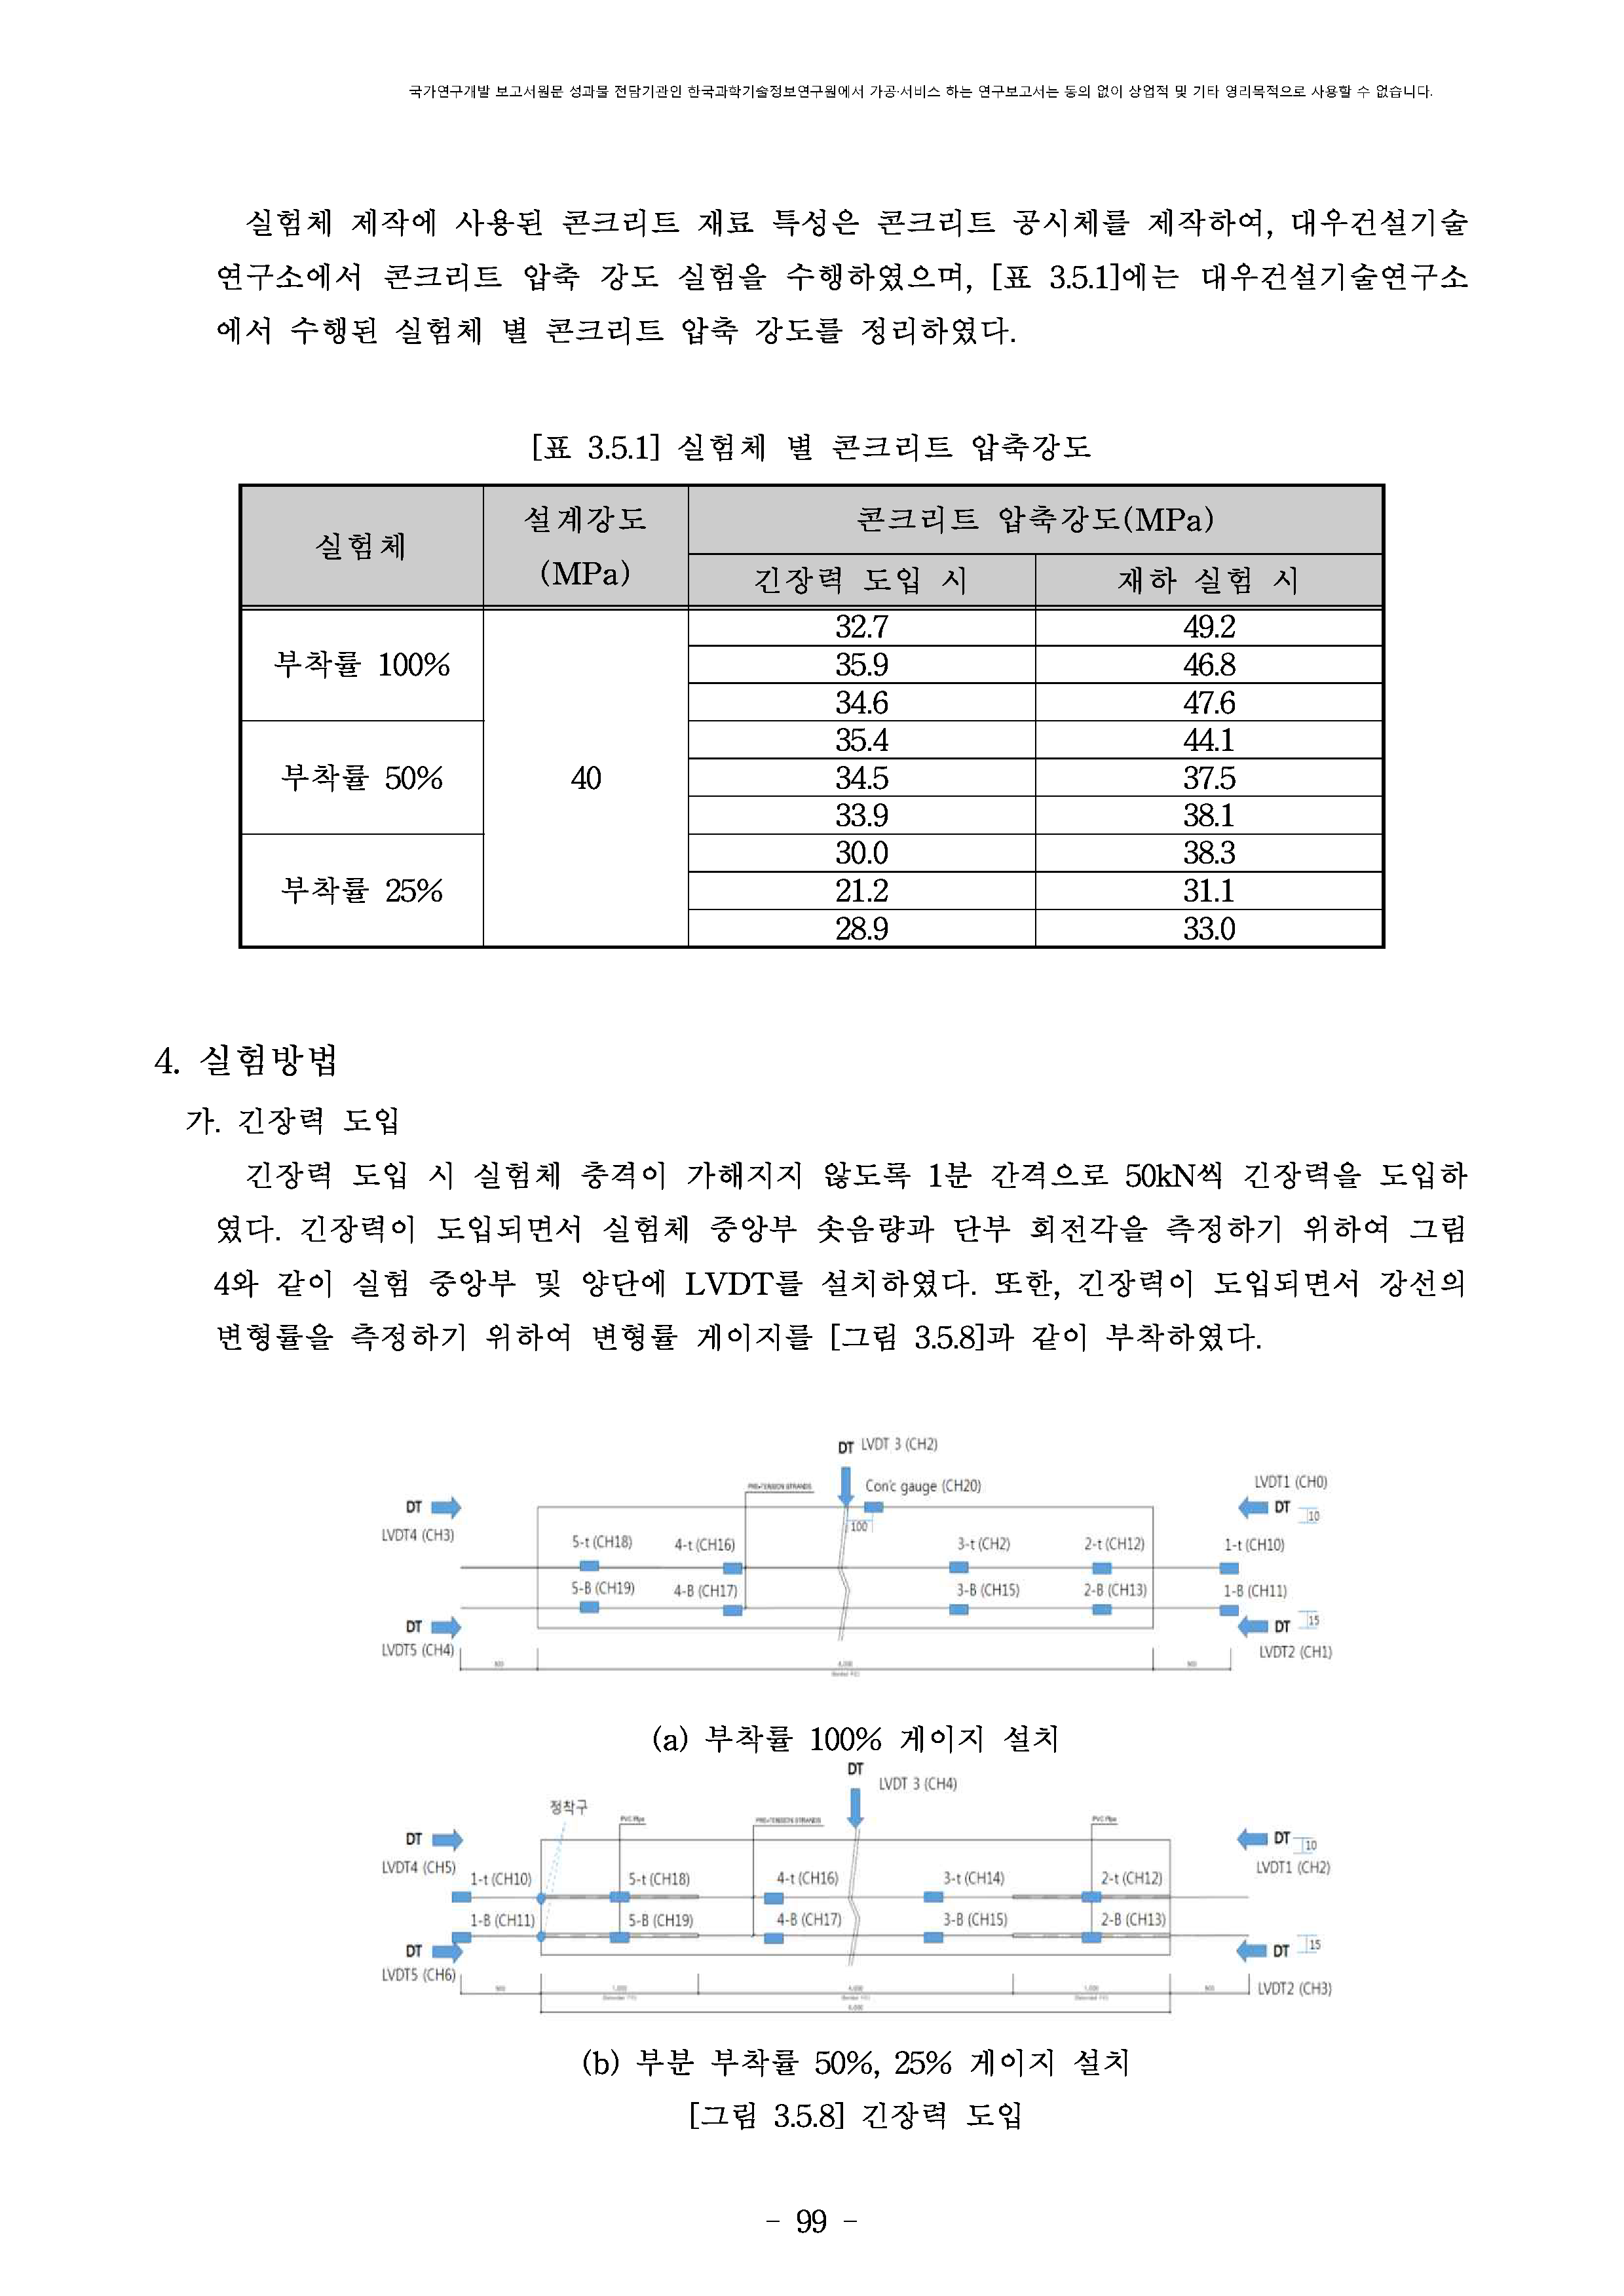 국가연구개발 보고서원문 성과물 전담기관인 한국과학기술정보연구원에서 가공·서비스 하는 연구보고서는 동의 없이 상업적 및 기타 영리목적으로 사용할 수 없습니다.
실험체 제작에 사용된 콘크리트 재료 특성은 콘크리트 공시체를 제작하여, 대우건설기술
연구소에서 콘크리트 압축 강도 실험을 수행하였으며, [표 3.5.1]에는 대우건설기술연구소
에서 수행된 실험체 별 콘크리트 압축 강도를 정리하였다.
[표 3.5.1] 실험체 별 콘크리트 압축강도
실험체 설계강도 (MPa) 콘크리트 압축강도(MPa)
긴장력 도입 시 재하 실험 시
부착률 100% 40 32.7 49.2
35.9 46.8
34.6 47.6
부착률 50% 35.4 44.1
34.5 37.5
33.9 38.1
부착률 25% 30.0 38.3
21.2 31.1
28.9 33.0
4. 실험방법
가. 긴장력 도입
긴장력 도입 시 실험체 충격이 가해지지 않도록 1분 간격으로 50kN씩 긴장력을 도입하
였다. 긴장력이 도입되면서 실험체 중앙부 솟음량과 단부 회전각을 측정하기 위하여 그림
4와 같이 실험 중앙부 및 양단에 LVDT를 설치하였다. 또한, 긴장력이 도입되면서 강선의
변형률을 측정하기 위하여 변형률 게이지를 [그림 3.5.8]과 같이 부착하였다.
DT LVDT 3 (CH2)
PRE-TENSION STRANDS Con'c gauge (CH20) LVDT1 (CH0)
DT DT 10
LVDT4 (CH3) 100
5-t (CH18) 4-t (CH16) 3-t (CH2) 2-t (CH12) 1-t (CH10)
5-B (CH19) 4-B (CH17) 3-B (CH15) 2-B (CH13) 1-B (CH11)
DT DT 15
LVDT5 (CH4) LVDT2 (CH1)
(a) 부착률 100% 게이지 설치
DT
LVDT 3 (CH4)
정착구
PVC Pipe PRE-TENSION STRANDS PVC Pipe
DT DT 10
LVDT4 (CH5) LVDT1 (CH2)
1-t (CH10) 5-t (CH18) 4-t (CH16) 3-t (CH14) 2-t (CH12)
1-B (CH11) 5-B (CH19) 4-B (CH17) 3-B (CH15) 2-B (CH13)
DT DT 15
LVDT5 (CH6) LVDT2 (CH3)
(b) 부분 부착률 50%, 25% 게이지 설치
[그림 3.5.8] 긴장력 도입
- 99 -